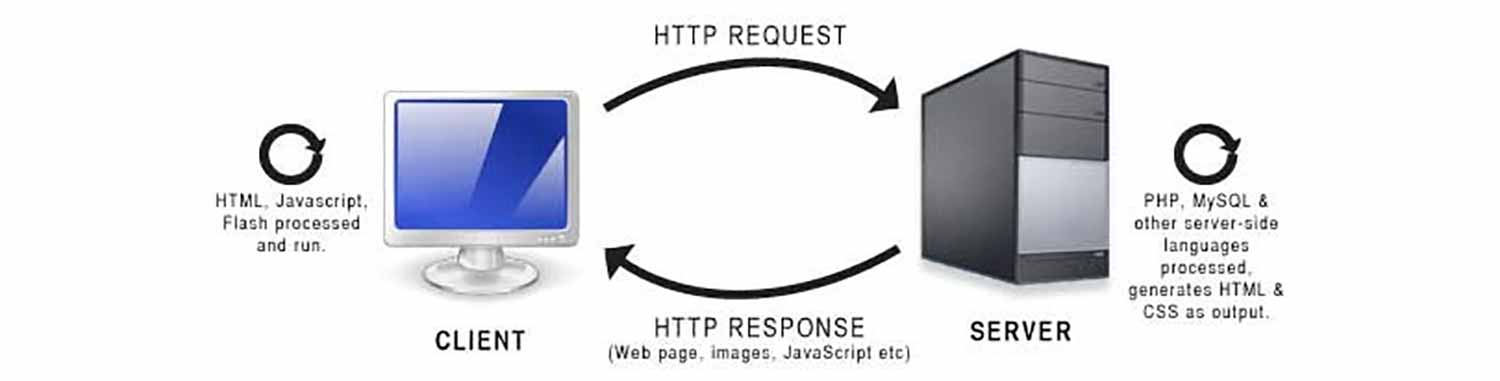 HTTP REQUEST
HTML, Javascript,
Flash processed
and run.
PHP, MySQL &
other server-side
languages
processed,
generates HTML &
CSS as output.
CLIENT
HTTP RESPONSE
(Web page, images, JavaScript etc)
SERVER